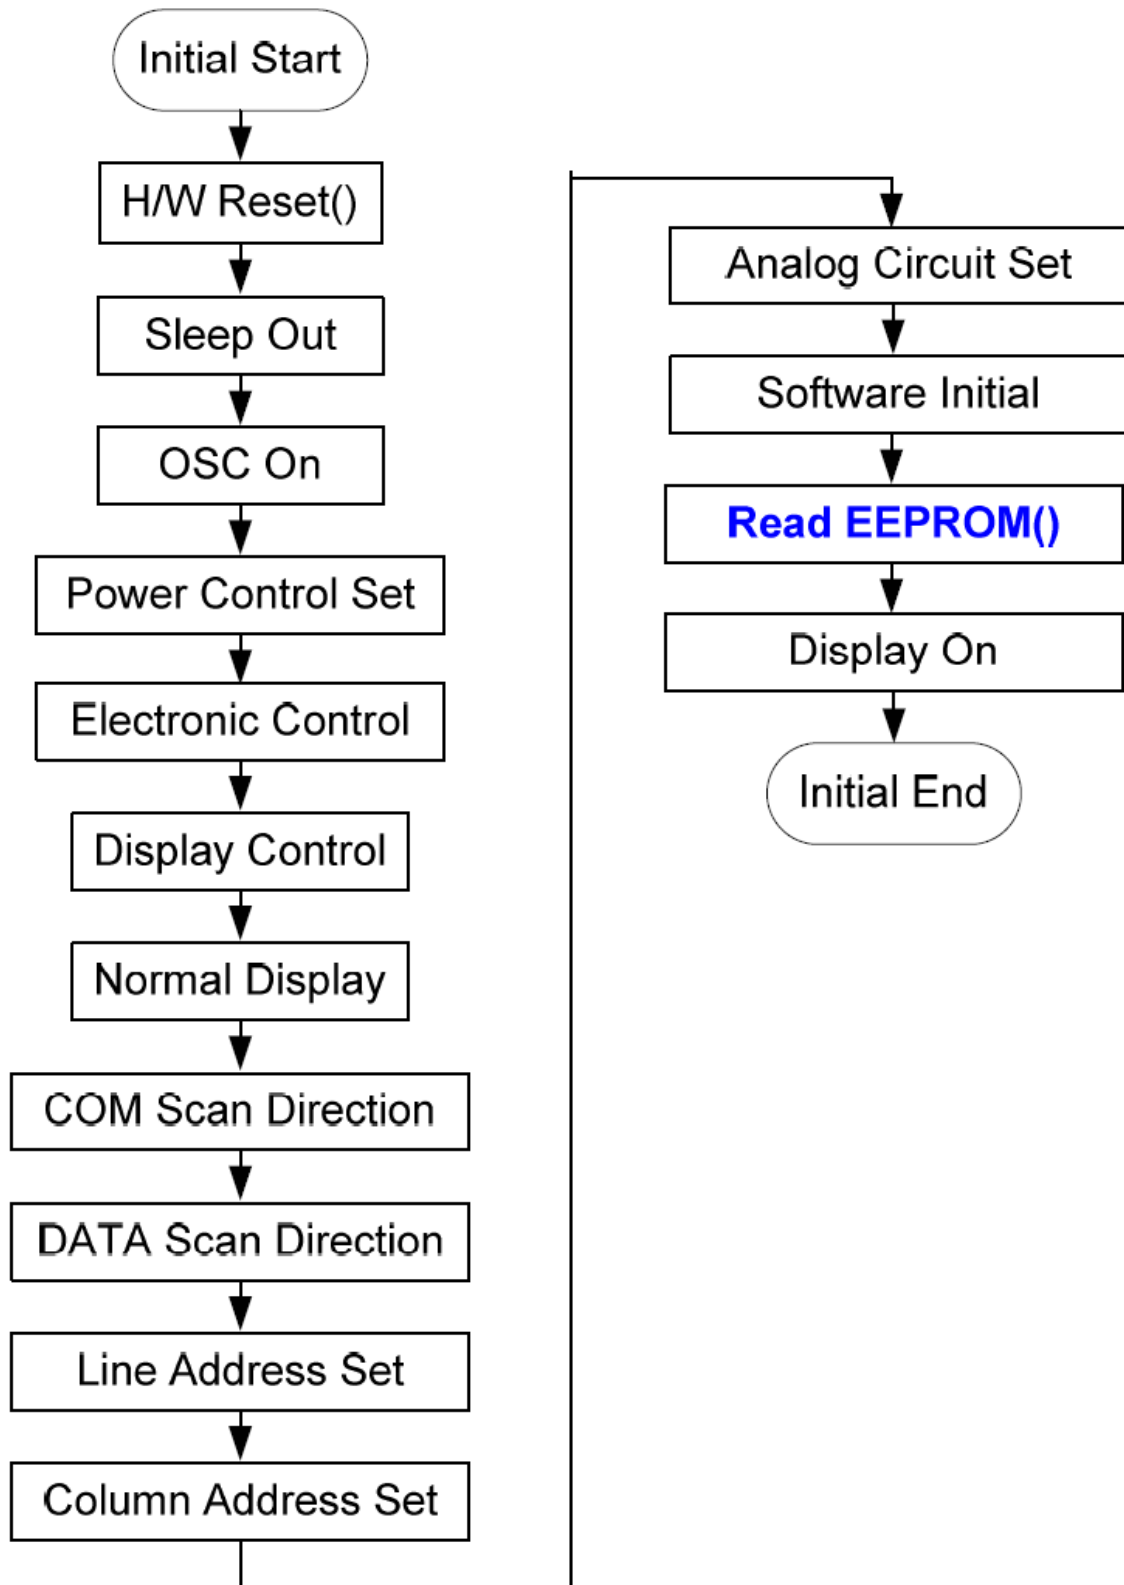 Initial Start
H/W Reset()
Sleep Out
OSC On
Power Control Set
Electronic Control
Display Control
Normal Display
COM Scan Direction
DATA Scan Direction
Line Address Set
Column Address Set
Analog Circuit Set
Software Initial
Read EEPROM()
Display On
Initial End